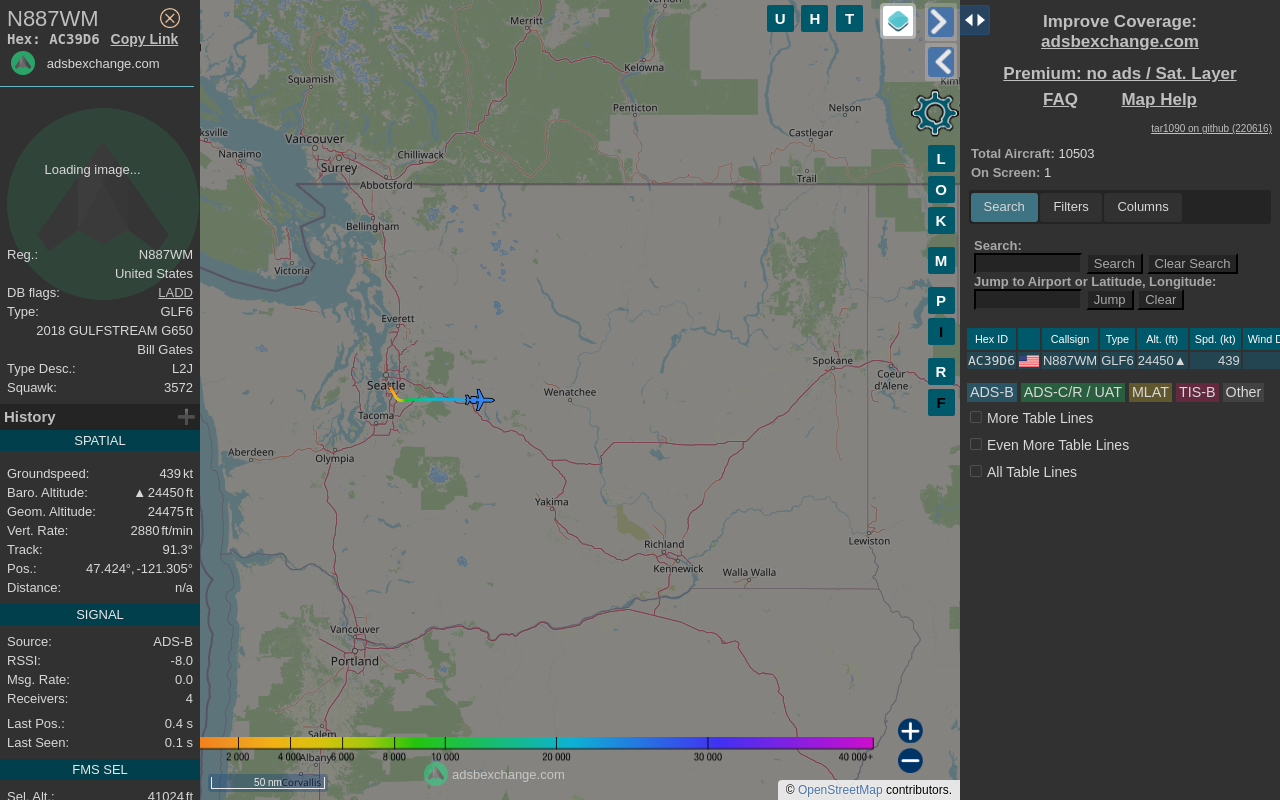 N887WM
Hex: AC39D6 Copy Link
adsbexchange.com
Loading image...
Reg.: N887WM
United States
DB flags: LADD
Type: GLF6
2018 GULFSTREAM G650
Bill Gates
Type Desc.: L2J
Squawk: 3572
History
SPATIAL
Groundspeed: 439 kt
Baro. Altitude: ▲ 24450 ft
Geom. Altitude: 24475 ft
Vert. Rate: 2880 ft/min
Track: 91.3°
Pos.: 47.424°, -121.305°
Distance: n/a
SIGNAL
Source: ADS-B
RSSI: -8.0
Msg. Rate: 0.0
Receivers: 4
Last Pos.: 0.4 s
Last Seen: 0.1 s
FMS SEL
Sel. Alt.: 41024 ft
Merritt
Vernon
Squamish
Kelowna
Penticton
Nelson
Castlegar
Trail
Vancouver
Nanaimo
Surrey
Chilliwack
Abbotsford
Bellingham
Victoria
Everett
Seattle
Wenatchee
Spokane
Coeur
d'Alene
Tacoma
Aberdeen
Olympia
Yakima
Richland
Kennewick
Walla Walla
Lewiston
Vancouver
Portland
Salem
Albany
Corvallis
U H T
L
O
K
M
P
I
R
F
2 000 4 000 6 000 8 000 10 000 20 000 30 000 40 000+
50 nm
adsbexchange.com
© OpenStreetMap contributors.
Improve Coverage:
adsbexchange.com
Premium: no ads / Sat. Layer
FAQ Map Help
tar1090 on github (220616)
Total Aircraft: 10503
On Screen: 1
Search Filters Columns
Search:
Search Clear Search
Jump to Airport or Latitude, Longitude:
Jump Clear
Hex ID Callsign Type Alt. (ft) Spd. (kt) Wind D
AC39D6 N887WM GLF6 24450▲ 439
ADS-B ADS-C/R / UAT MLAT TIS-B Other
More Table Lines
Even More Table Lines
All Table Lines